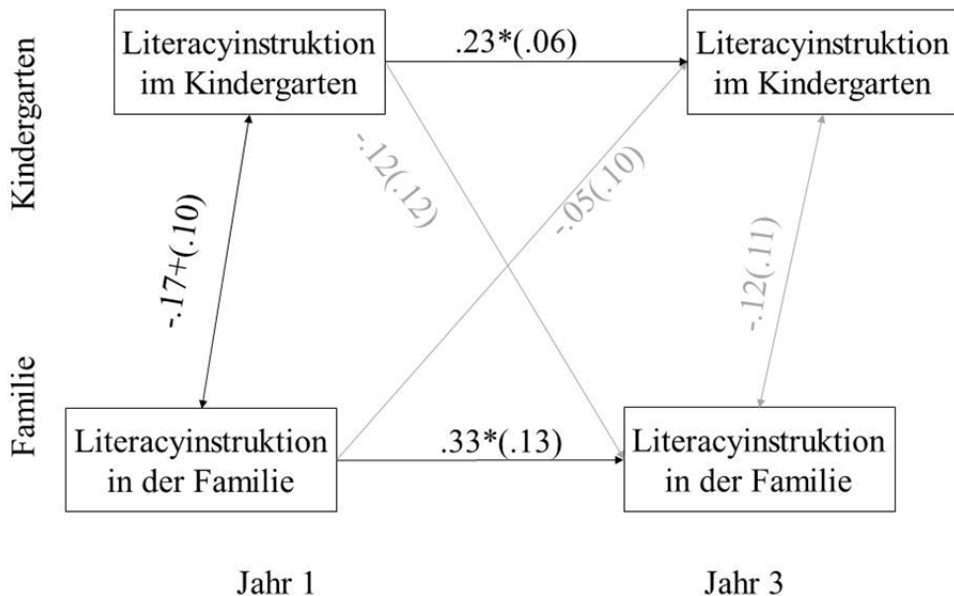 Kindergarten
Literacyinstruktion
im Kindergarten
.23*(.06)
Literacyinstruktion
im Kindergarten
-.12(.12)
-.05(.10)
-.17+(.10)
-.12(.11)
Familie
Literacyinstruktion
in der Familie
.33*(.13)
Literacyinstruktion
in der Familie
Jahr 1
Jahr 3